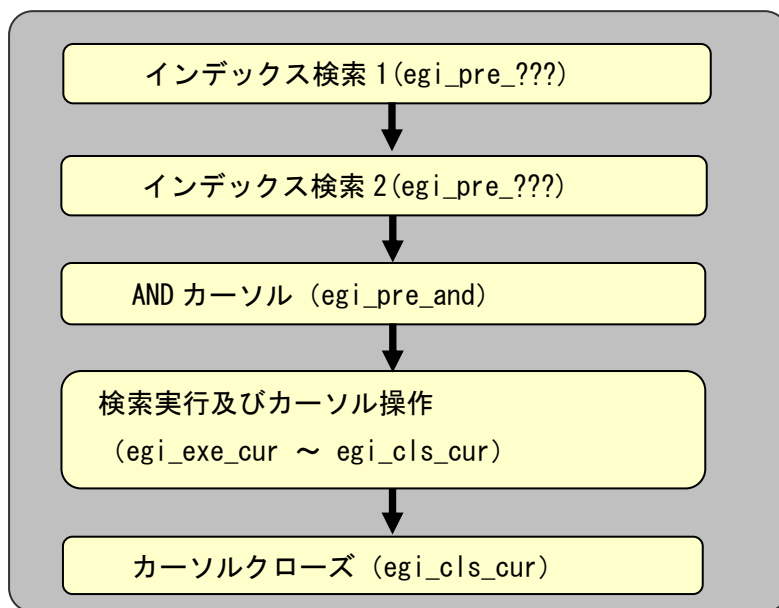 インデックス検索 1(egi_pre_???)
インデックス検索 2(egi_pre_???)
AND カーソル (egi_pre_and)
検索実行及びカーソル操作
(egi_exe_cur ～ egi_cls_cur)
カーソルクローズ (egi_cls_cur)